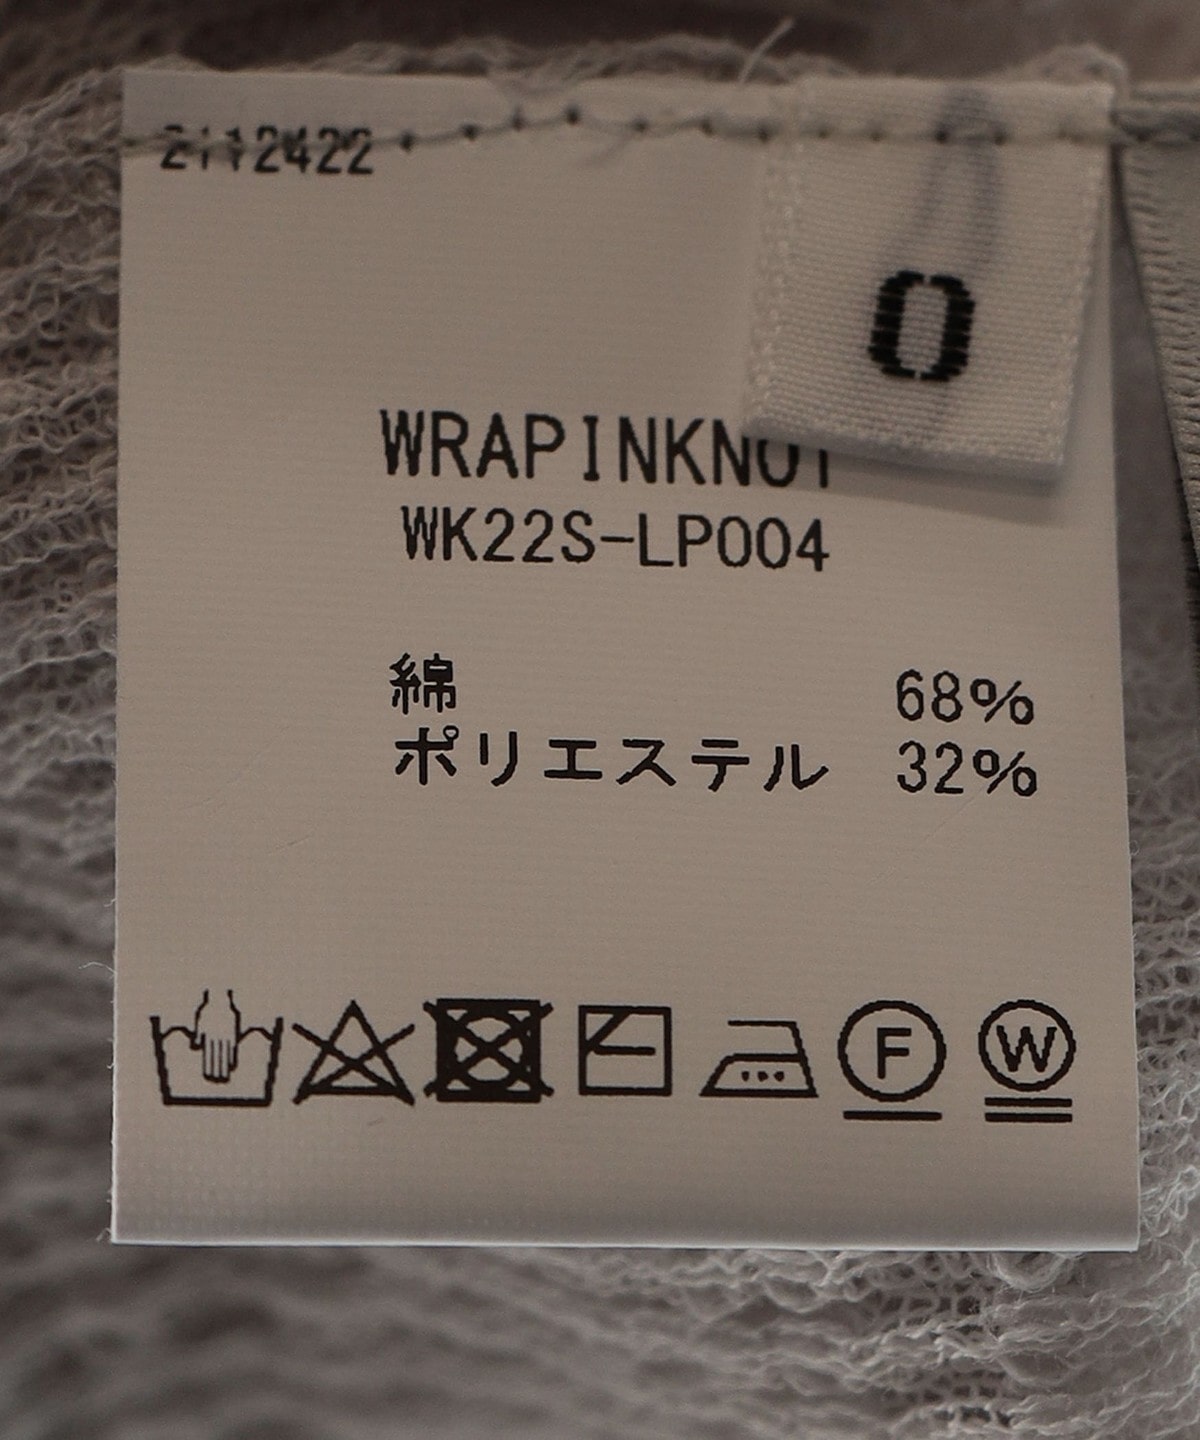 2112422
0
WRAPINKNOT
WK22S-LP004
綿 68%
ポリエステル 32%
F W